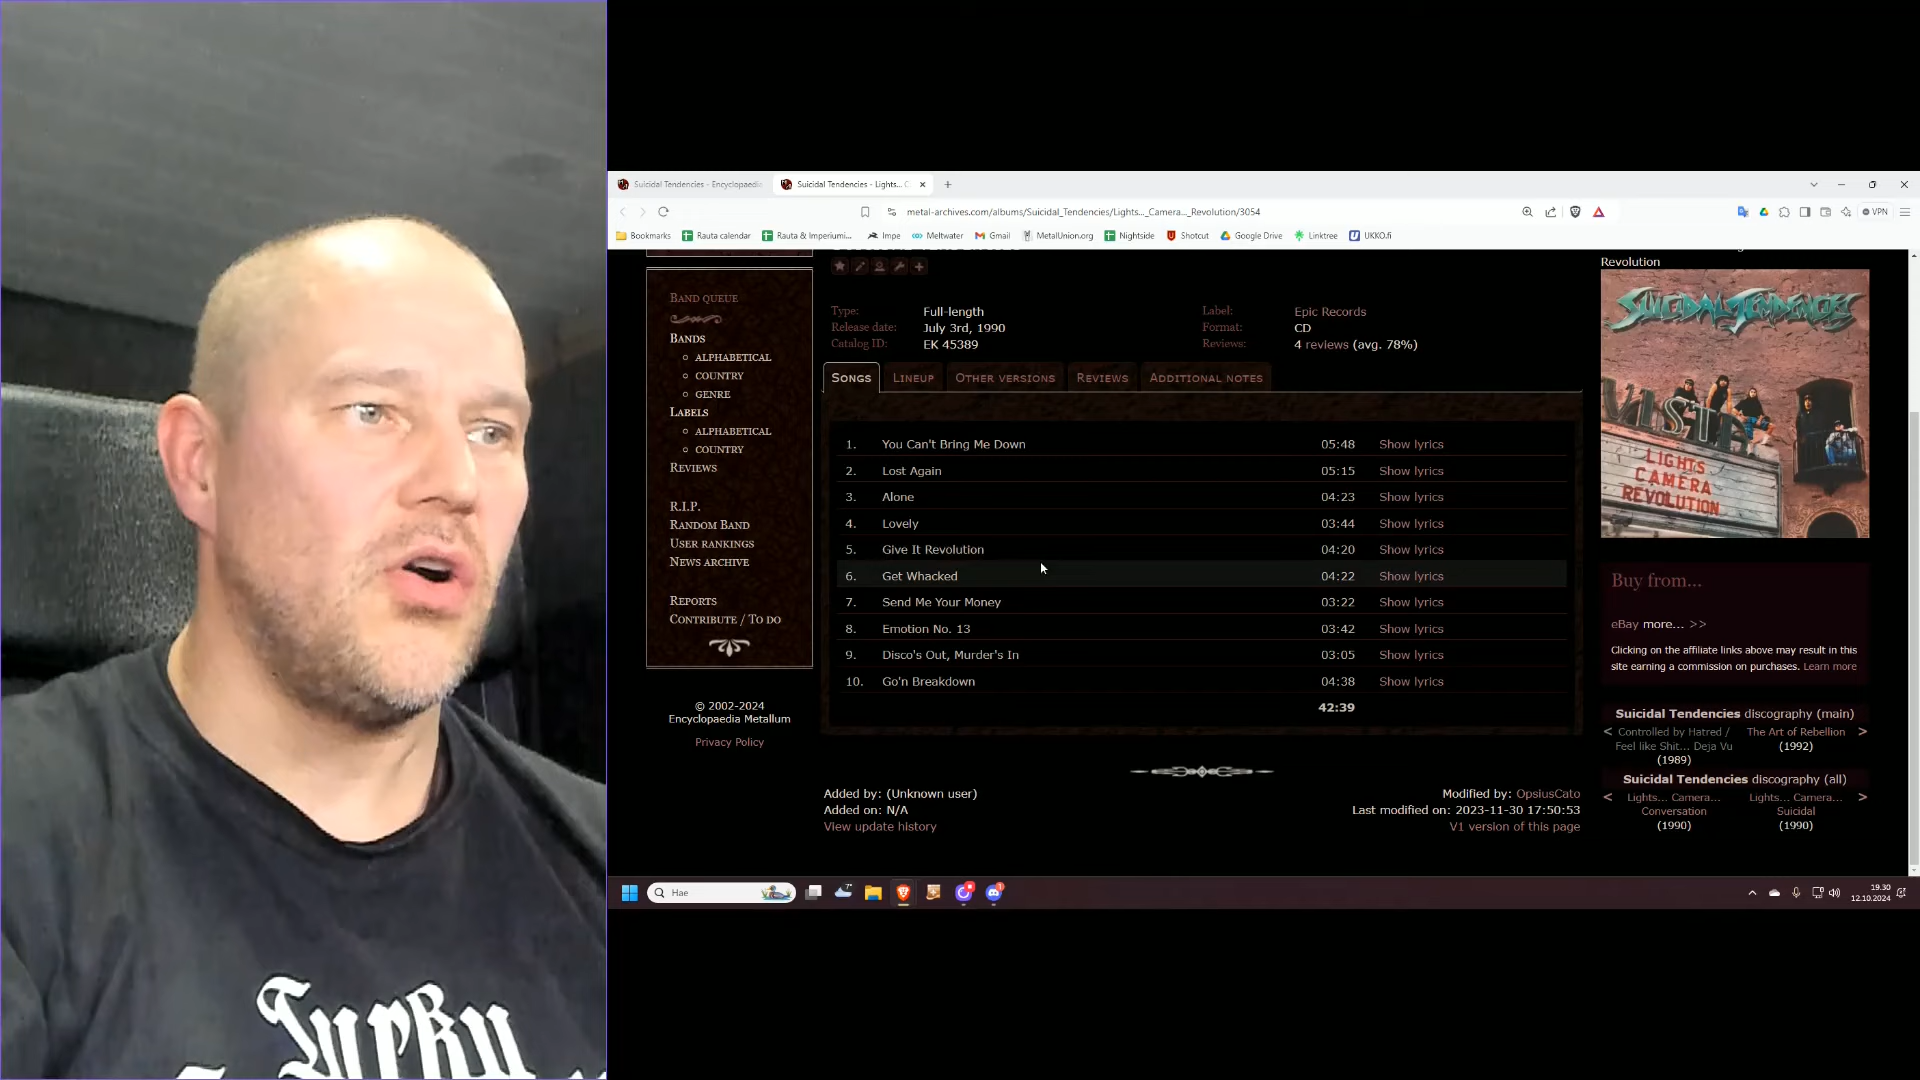 Suicidal Tendencies - Encyclopaedi
Suicidal Tendencies - Lights... C
metal-archives.com/albums/Suicidal_Tendencies/Lights..._Camera..._Revolution/3054
VPN
Bookmarks
Rauta calendar
Rauta & Imperiumi...
Impe
Meltwater
Gmail
MetalUnion.org
Nightside
Shotcut
Google Drive
Linktree
UKKO.fi
BAND QUEUE
BANDS
ALPHABETICAL
COUNTRY
GENRE
LABELS
ALPHABETICAL
COUNTRY
REVIEWS
R.I.P.
RANDOM BAND
USER RANKINGS
NEWS ARCHIVE
REPORTS
CONTRIBUTE / TO DO
© 2002-2024
Encyclopaedia Metallum
Privacy Policy
Type: Full-length
Release date: July 3rd, 1990
Catalog ID: EK 45389
Label: Epic Records
Format: CD
Reviews: 4 reviews (avg. 78%)
SONGS LINEUP OTHER VERSIONS REVIEWS ADDITIONAL NOTES
1. You Can't Bring Me Down 05:48 Show lyrics
2. Lost Again 05:15 Show lyrics
3. Alone 04:23 Show lyrics
4. Lovely 03:44 Show lyrics
5. Give It Revolution 04:20 Show lyrics
6. Get Whacked 04:22 Show lyrics
7. Send Me Your Money 03:22 Show lyrics
8. Emotion No. 13 03:42 Show lyrics
9. Disco's Out, Murder's In 03:05 Show lyrics
10. Go'n Breakdown 04:38 Show lyrics
42:39
Added by: (Unknown user)
Added on: N/A
View update history
Modified by: OpsiusCato
Last modified on: 2023-11-30 17:50:53
V1 version of this page
Revolution
SUICIDAL TENDENCIES
VISTA
LIGHTS
CAMERA
REVOLUTION
Buy from...
eBay more... >>
Clicking on the affiliate links above may result in this
site earning a commission on purchases. Learn more
Suicidal Tendencies discography (main)
< Controlled by Hatred /
Feel like Shit... Deja Vu
(1989)
The Art of Rebellion >
(1992)
Suicidal Tendencies discography (all)
< Lights... Camera...
Conversation
(1990)
Lights... Camera... >
Suicidal
(1990)
Hae
7°
19.30
12.10.2024